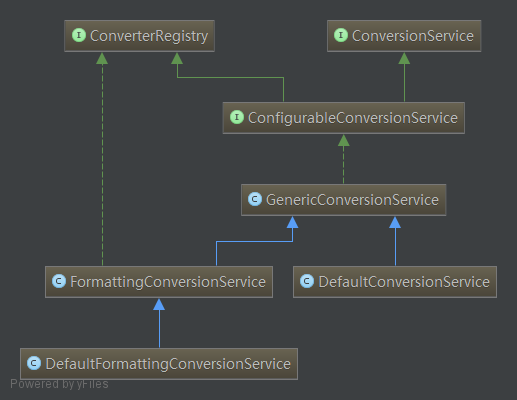 I ConverterRegistry
I ConversionService
I ConfigurableConversionService
C GenericConversionService
C FormattingConversionService
C DefaultConversionService
C DefaultFormattingConversionService
Powered by yFiles